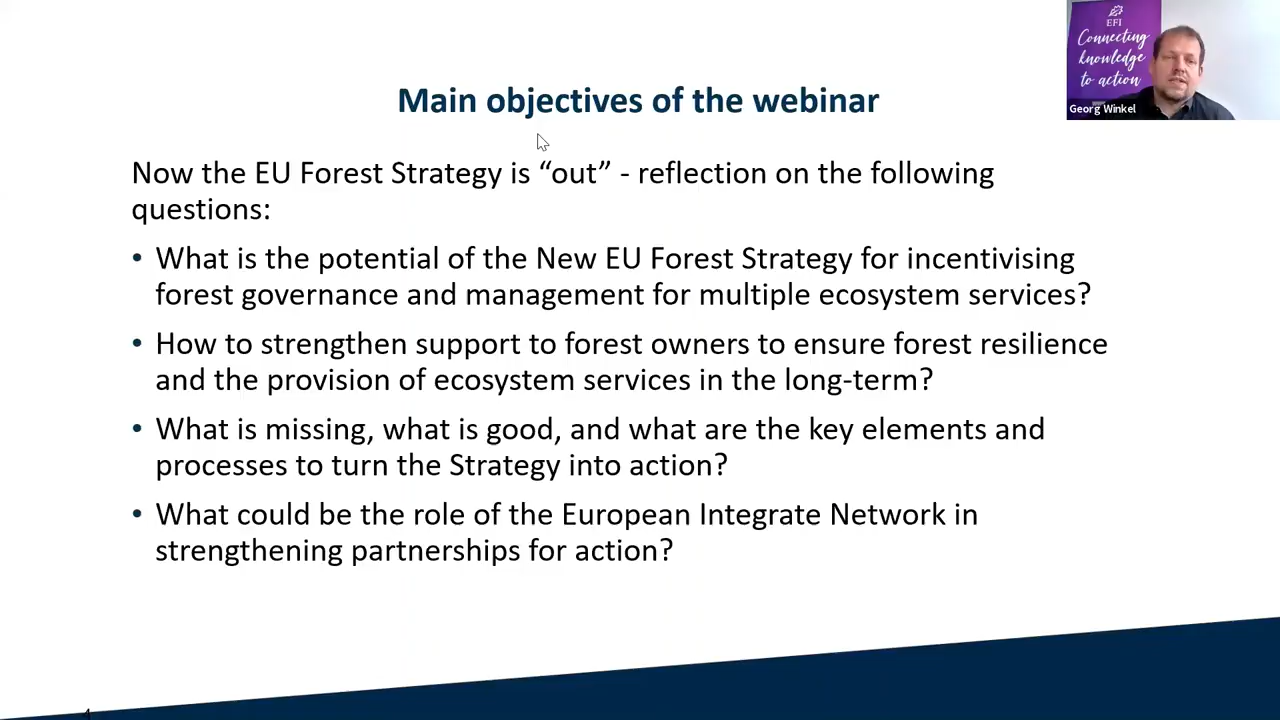 EFI
Connecting
knowledge
to action
Georg Winkel
Main objectives of the webinar
Now the EU Forest Strategy is “out” - reflection on the following
questions:
• What is the potential of the New EU Forest Strategy for incentivising
forest governance and management for multiple ecosystem services?
• How to strengthen support to forest owners to ensure forest resilience
and the provision of ecosystem services in the long-term?
• What is missing, what is good, and what are the key elements and
processes to turn the Strategy into action?
• What could be the role of the European Integrate Network in
strengthening partnerships for action?
4